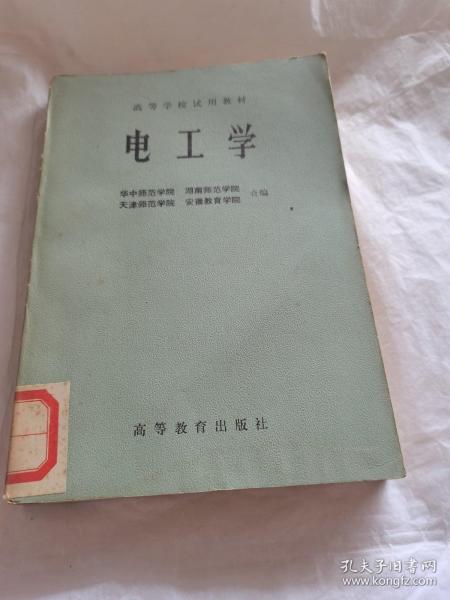 高等学校试用教材
电工学
华中师范学院 湖南师范学院
天津师范学院 安徽教育学院 合编
高等教育出版社
孔夫子旧书网
www.kongfz.com